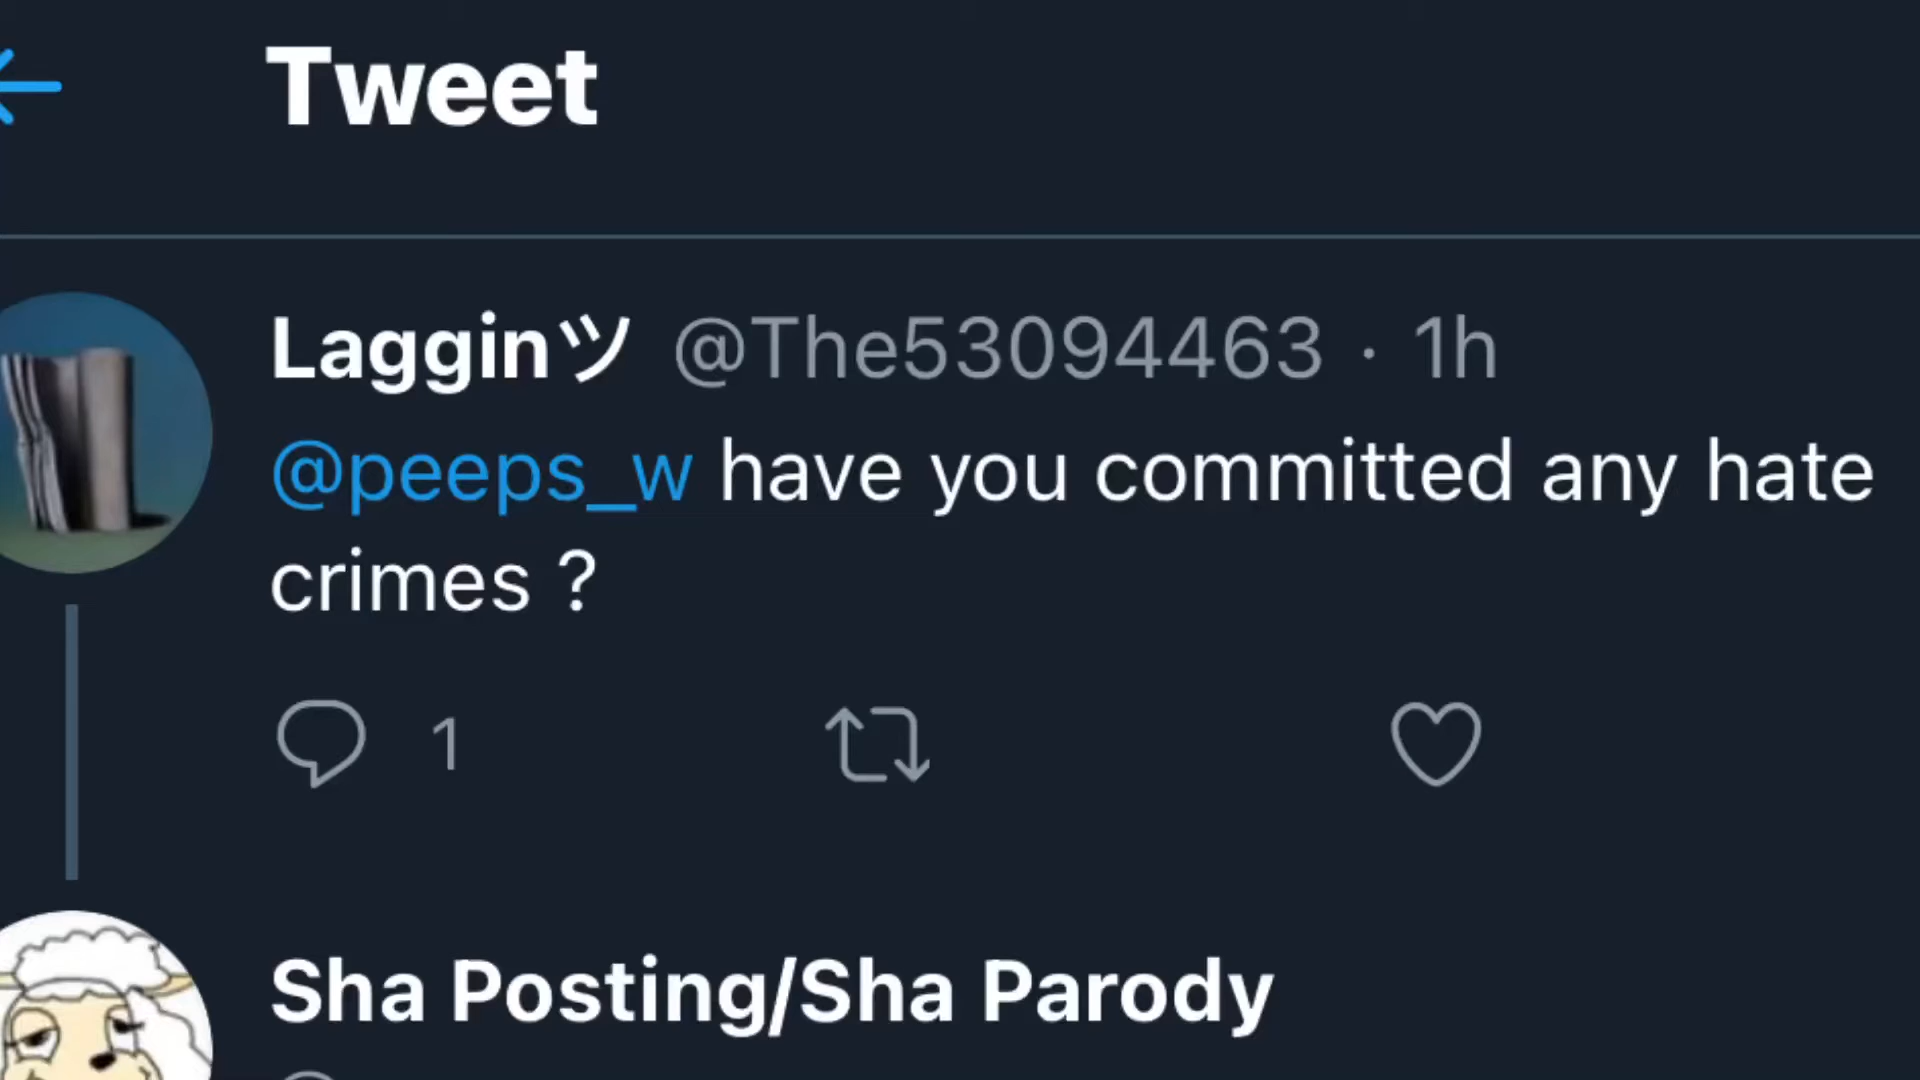 Tweet
Lagginツ @The53094463 · 1h
@peeps_w have you committed any hate
crimes ?
1
Sha Posting/Sha Parody